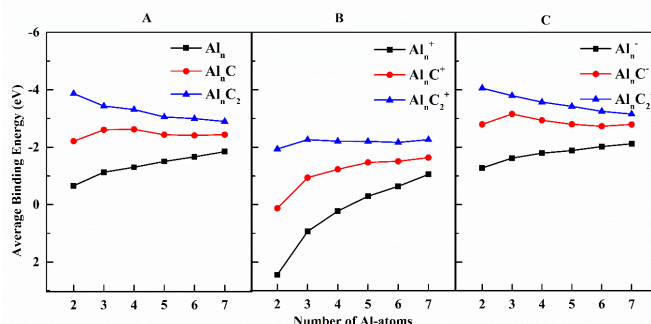 A B C
Average Binding Energy (eV)
-6
-4
-2
0
2
Alₙ
AlₙC
AlₙC₂
Alₙ⁺
AlₙC⁺
AlₙC₂⁺
Alₙ⁻
AlₙC⁻
AlₙC₂⁻
2 3 4 5 6 7 2 3 4 5 6 7 2 3 4 5 6 7
Number of Al-atoms